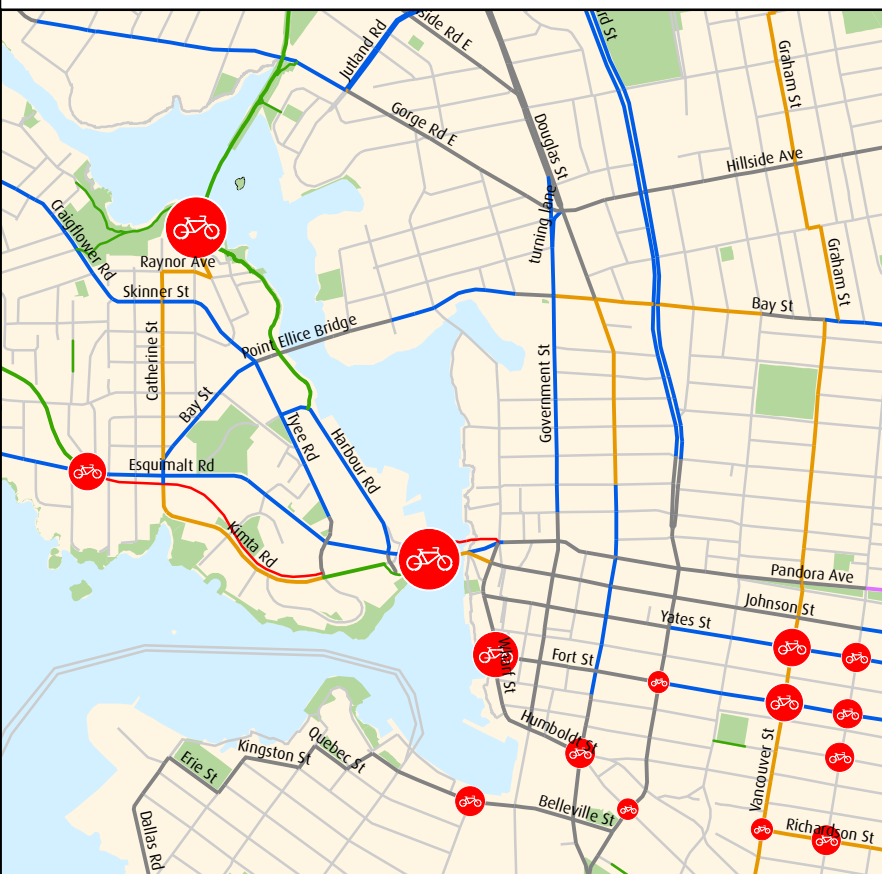 Jutland Rd
side Rd E
rd St
Graham St
Gorge Rd E
Douglas St
Hillside Ave
Craigflower Rd
turning lane
Raynor Ave
Graham St
Skinner St
Bay St
Point Ellice Bridge
Catherine St
Government St
Bay St
Tyee Rd
Harbour Rd
Esquimalt Rd
Kimta Rd
Pandora Ave
Johnson St
Yates St
Fort St
Wharf St
Humboldt St
Quebec St
Kingston St
Erie St
Vancouver St
Belleville St
Dallas Rd
Richardson St